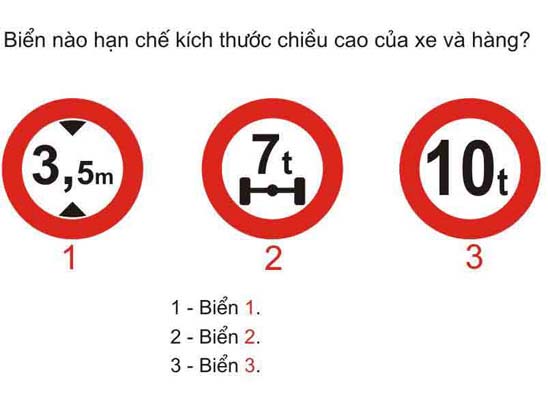 Biển nào hạn chế kích thước chiều cao của xe và hàng?
3,5m
7t
10t
1
2
3
1 - Biển 1.
2 - Biển 2.
3 - Biển 3.